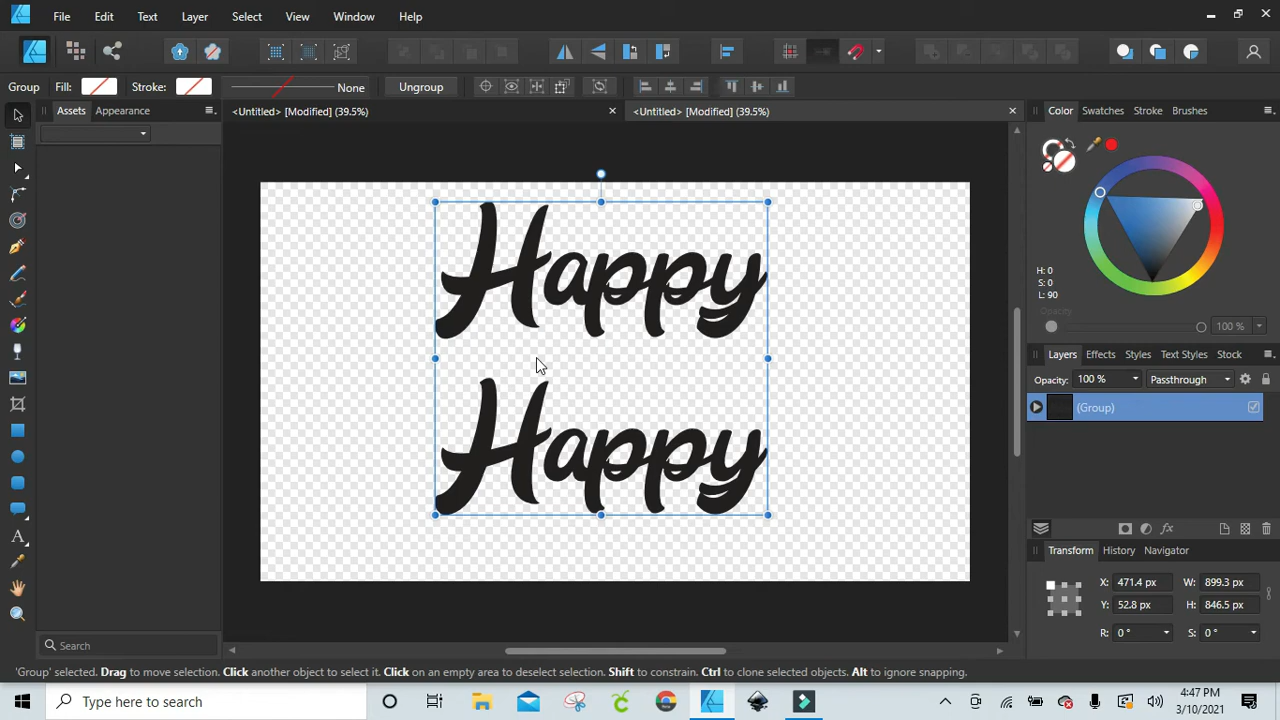 File Edit Text Layer Select View Window Help
Group Fill: Stroke: None Ungroup
Assets Appearance
<Untitled> [Modified] (39.5%)
<Untitled> [Modified] (39.5%)
Color Swatches Stroke Brushes
H: 0
S: 0
L: 90
Opacity
100 %
Layers Effects Styles Text Styles Stock
Opacity: 100 % Passthrough
(Group)
Happy
Happy
Transform History Navigator
X: 471.4 px W: 899.3 px
Y: 52.8 px H: 846.5 px
R: 0 ° S: 0 °
Search
'Group' selected. Drag to move selection. Click another object to select it. Click on an empty area to deselect selection. Shift to constrain. Ctrl to clone selected objects. Alt to ignore snapping.
Type here to search
4:47 PM
3/10/2021